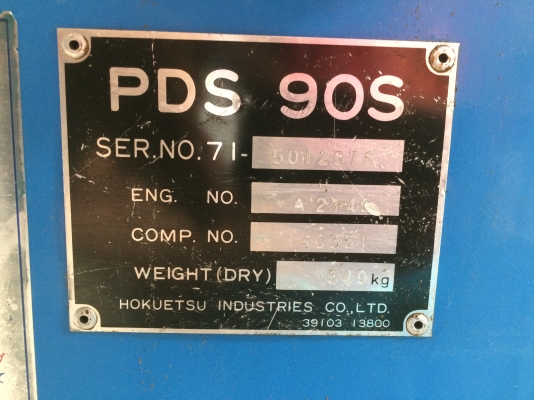 PDS 90S
SER.NO.71-
ENG. NO.
COMP. NO.
WEIGHT (DRY) kg
HOKUETSU INDUSTRIES CO.,LTD.
39103 13800